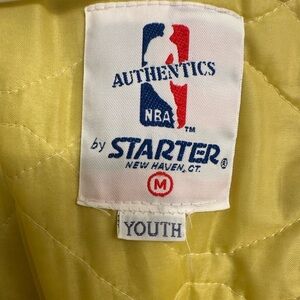 AUTHENTICS
NBA
TM
by STARTER®
NEW HAVEN, CT.
M
YOUTH